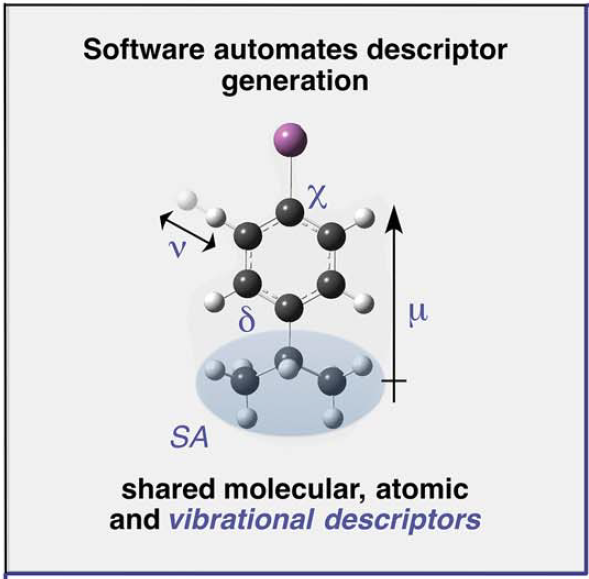 Software automates descriptor
generation
χ
ν
μ
δ
SA
shared molecular, atomic
and vibrational descriptors